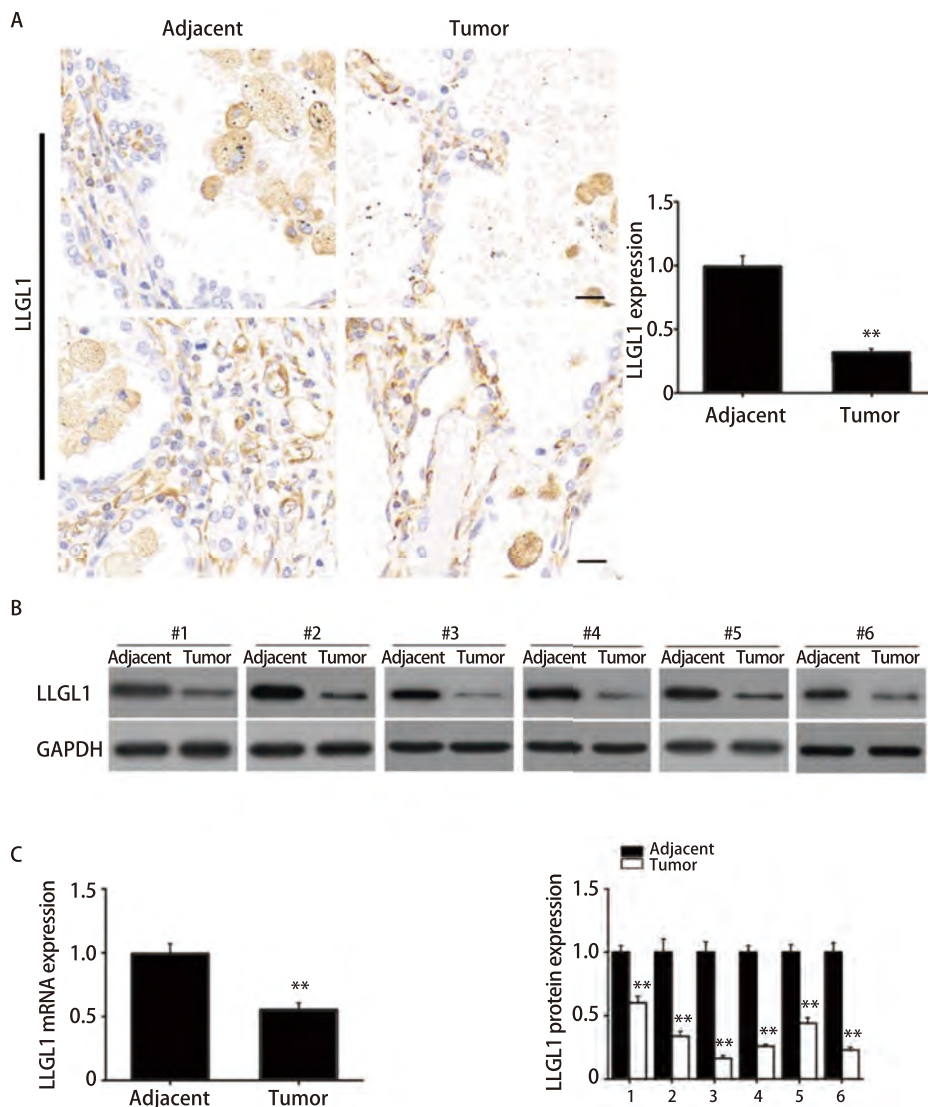 A
Adjacent Tumor
LLGL1
LLGL1 expression
1.5
1.0
0.5
0
**
Adjacent Tumor
B
#1 #2 #3 #4 #5 #6
Adjacent Tumor Adjacent Tumor Adjacent Tumor Adjacent Tumor Adjacent Tumor Adjacent Tumor
LLGL1
GAPDH
C
LLGL1 mRNA expression
1.5
1.0
0.5
0
**
Adjacent Tumor
Adjacent
Tumor
LLGL1 protein expression
1.5
1.0
0.5
0
** ** ** ** ** **
1 2 3 4 5 6